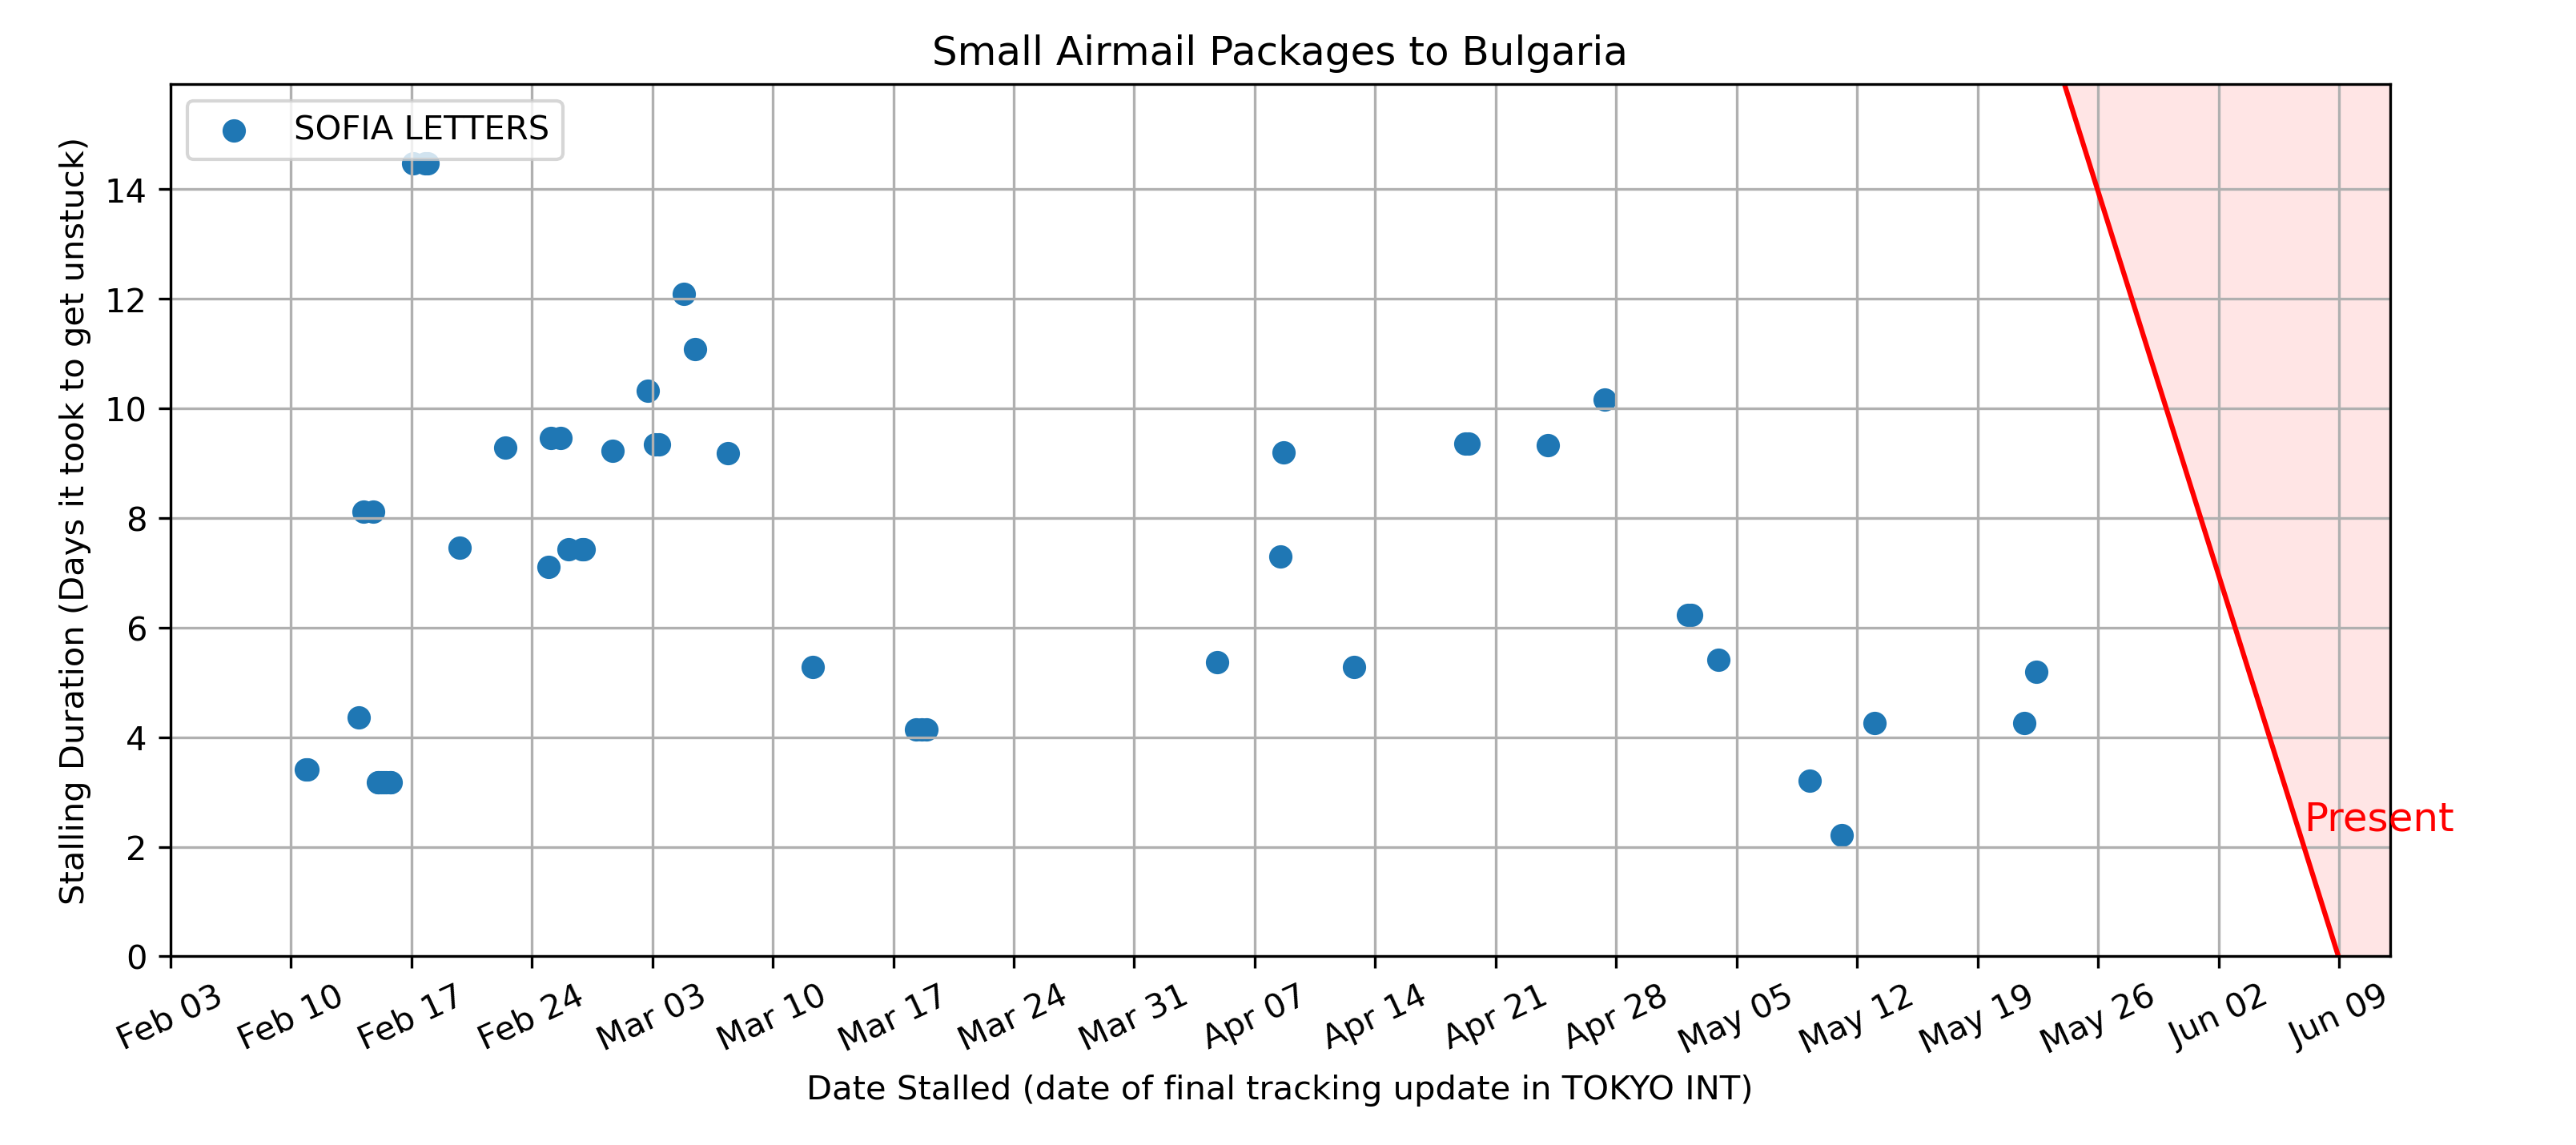 Small Airmail Packages to Bulgaria
SOFIA LETTERS
Stalling Duration (Days it took to get unstuck)
14
12
10
8
6
4
2
0
Present
Feb 03
Feb 10
Feb 17
Feb 24
Mar 03
Mar 10
Mar 17
Mar 24
Mar 31
Apr 07
Apr 14
Apr 21
Apr 28
May 05
May 12
May 19
May 26
Jun 02
Jun 09
Date Stalled (date of final tracking update in TOKYO INT)